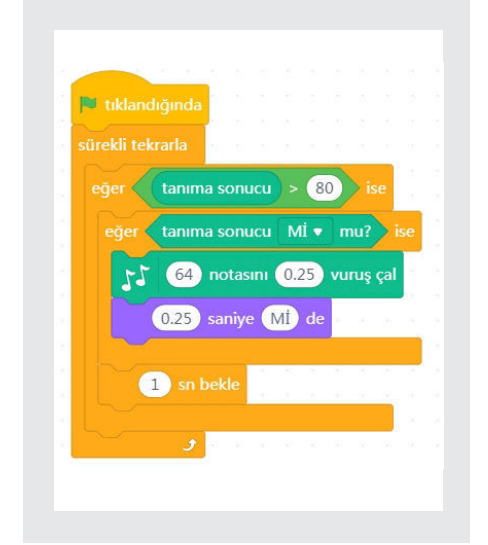 tıklandığında
sürekli tekrarla
eğer tanıma sonucu > 80 ise
eğer tanıma sonucu Mİ mu? ise
64 notasını 0.25 vuruş çal
0.25 saniye Mİ de
1 sn bekle